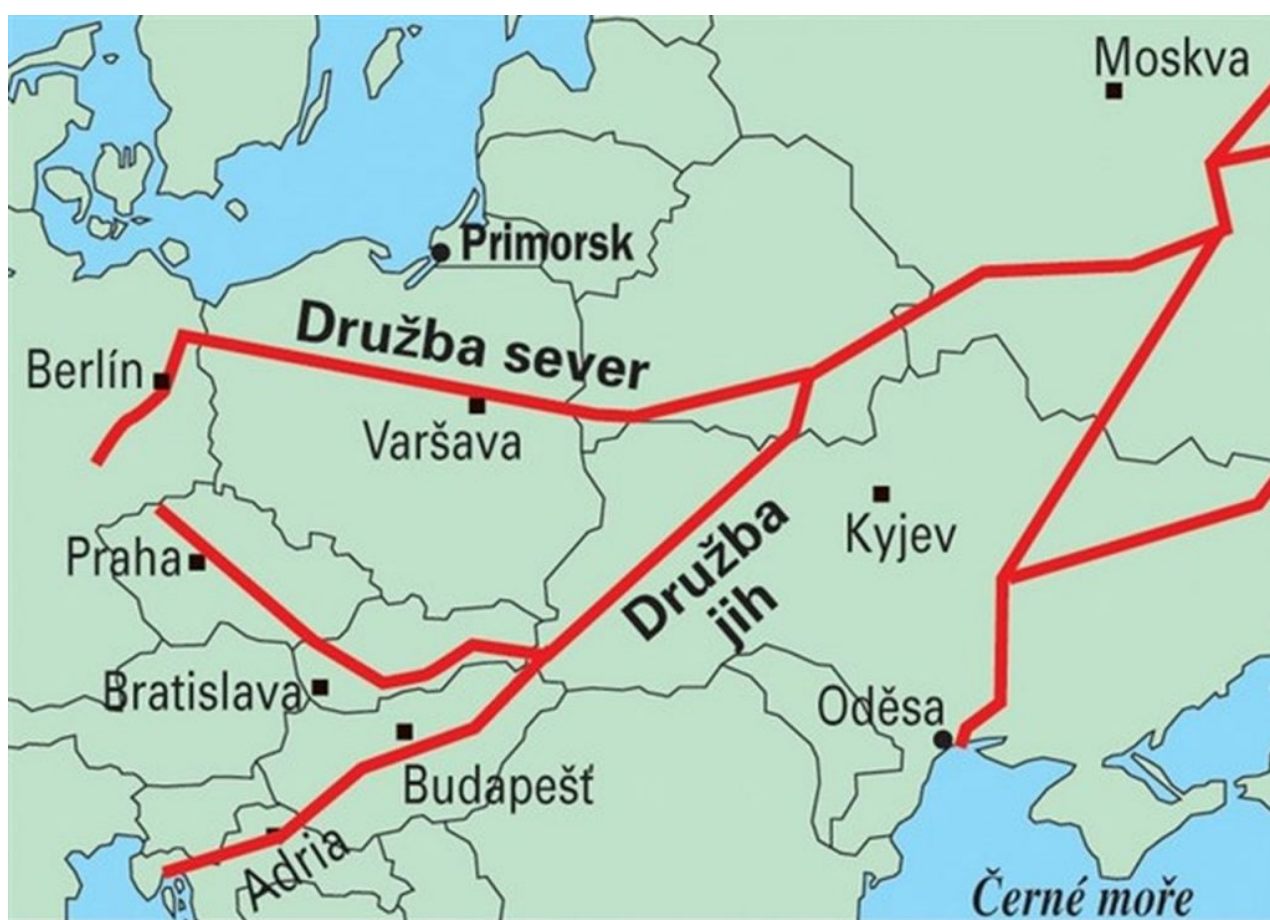 Moskva
Primorsk
Družba sever
Berlín
Varšava
Kyjev
Praha
Družba
jih
Bratislava
Oděsa
Budapešť
Adria
Černé moře